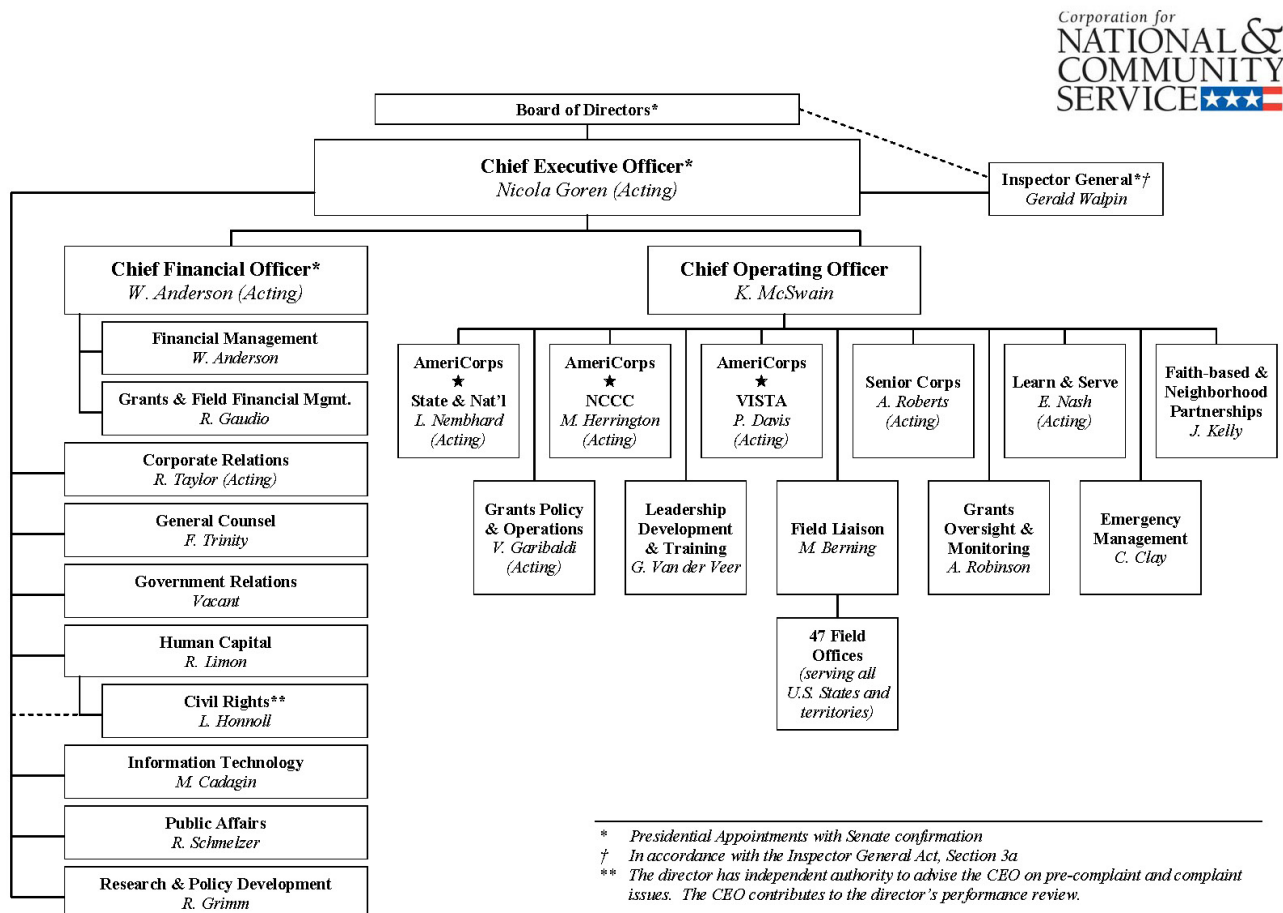 Corporation for
NATIONAL &
COMMUNITY
SERVICE
Board of Directors*
Chief Executive Officer*
Nicola Goren (Acting)
Inspector General*†
Gerald Walpin
Chief Financial Officer*
W. Anderson (Acting)
Chief Operating Officer
K. McSwain
Financial Management
W. Anderson
Grants & Field Financial Mgmt.
R. Gaudio
Corporate Relations
R. Taylor (Acting)
General Counsel
F. Trinity
Government Relations
Vacant
Human Capital
R. Limon
Civil Rights**
L. Honnoll
Information Technology
M. Cadagin
Public Affairs
R. Schmelzer
Research & Policy Development
R. Grimm
AmeriCorps
★
State & Nat'l
L. Nembhard
(Acting)
AmeriCorps
★
NCCC
M. Herrington
(Acting)
AmeriCorps
★
VISTA
P. Davis
(Acting)
Senior Corps
A. Roberts
(Acting)
Learn & Serve
E. Nash
(Acting)
Faith-based &
Neighborhood
Partnerships
J. Kelly
Grants Policy
& Operations
V. Garibaldi
(Acting)
Leadership
Development
& Training
G. Van der Veer
Field Liaison
M. Berning
Grants
Oversight &
Monitoring
A. Robinson
Emergency
Management
C. Clay
47 Field
Offices
(serving all
U.S. States and
territories)
* Presidential Appointments with Senate confirmation
† In accordance with the Inspector General Act, Section 3a
** The director has independent authority to advise the CEO on pre-complaint and complaint
issues. The CEO contributes to the director's performance review.